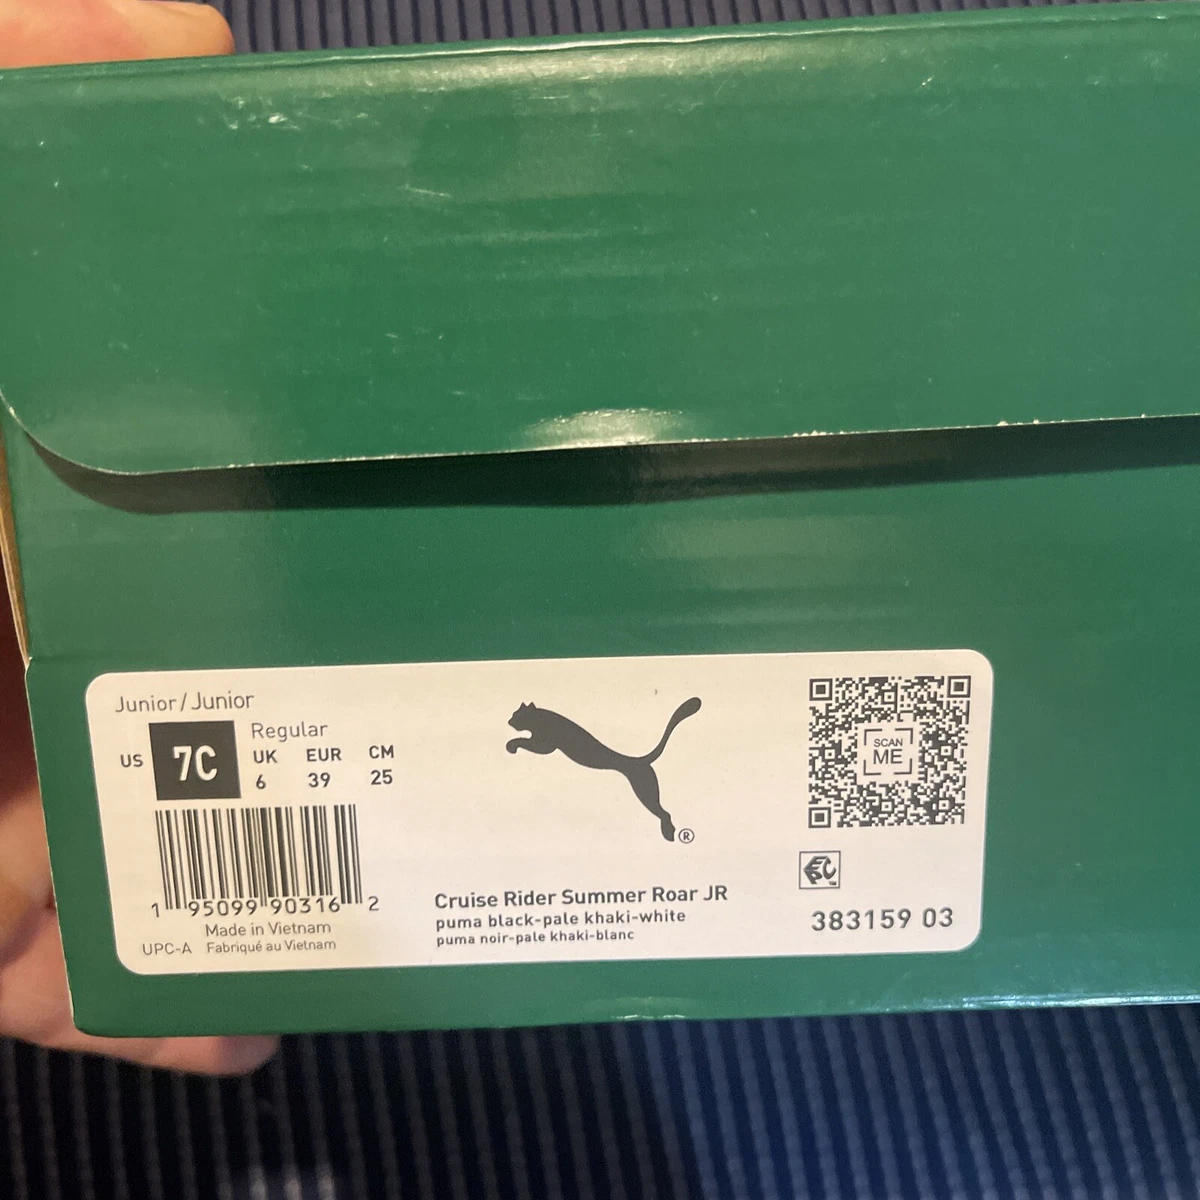 Junior / Junior
US 7C
Regular
UK EUR CM
6 39 25
1 95099 90316 2
Made in Vietnam
UPC-A Fabriqué au Vietnam
®
Cruise Rider Summer Roar JR
puma black-pale khaki-white
puma noir-pale khaki-blanc
SCAN
ME
EPC
383159 03